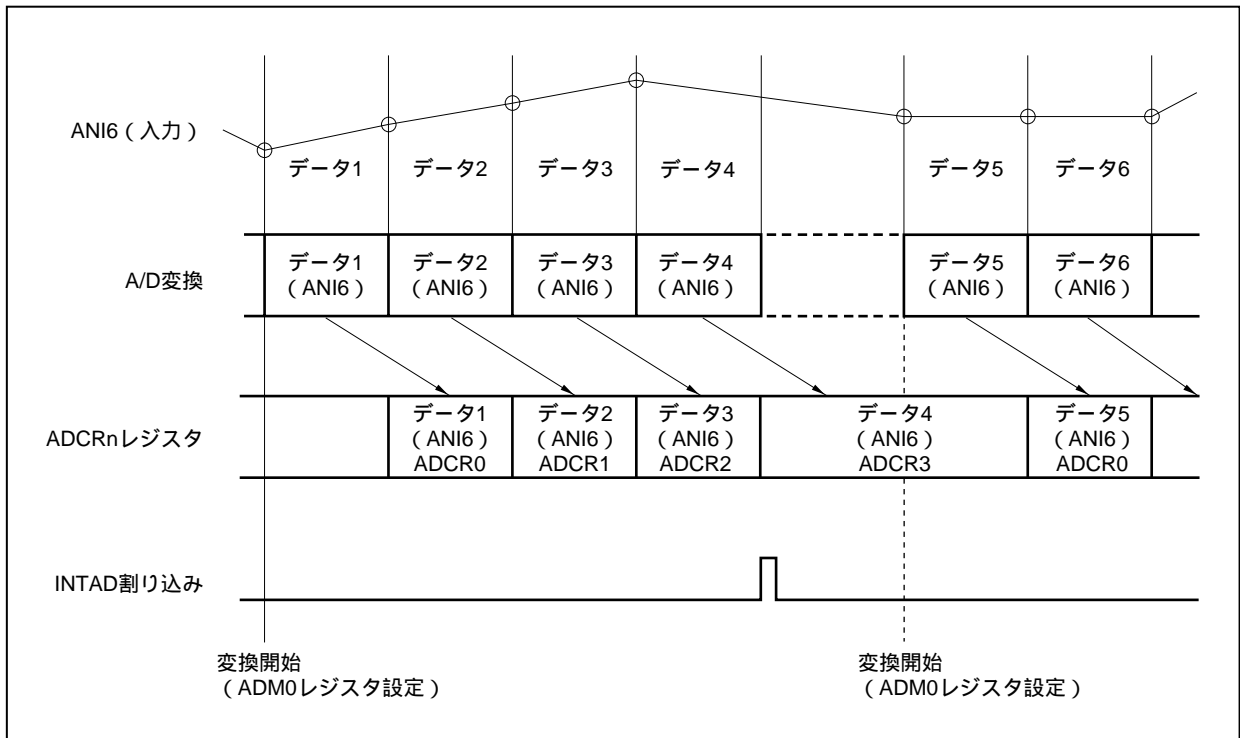 ANI6（入力）
データ1
データ2
データ3
データ4
データ5
データ6
A/D変換
データ1
（ANI6）
データ2
（ANI6）
データ3
（ANI6）
データ4
（ANI6）
データ5
（ANI6）
データ6
（ANI6）
ADCRnレジスタ
データ1
（ANI6）
ADCR0
データ2
（ANI6）
ADCR1
データ3
（ANI6）
ADCR2
データ4
（ANI6）
ADCR3
データ5
（ANI6）
ADCR0
INTAD割り込み
変換開始
（ADM0レジスタ設定）
変換開始
（ADM0レジスタ設定）